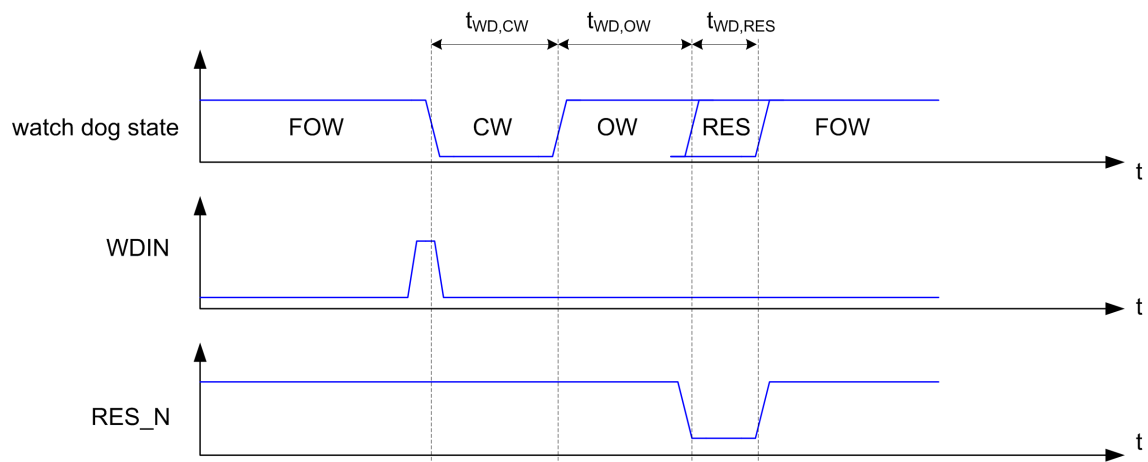 tWD,CW tWD,OW tWD,RES
watch dog state FOW CW OW RES FOW
t
WDIN
t
RES_N
t